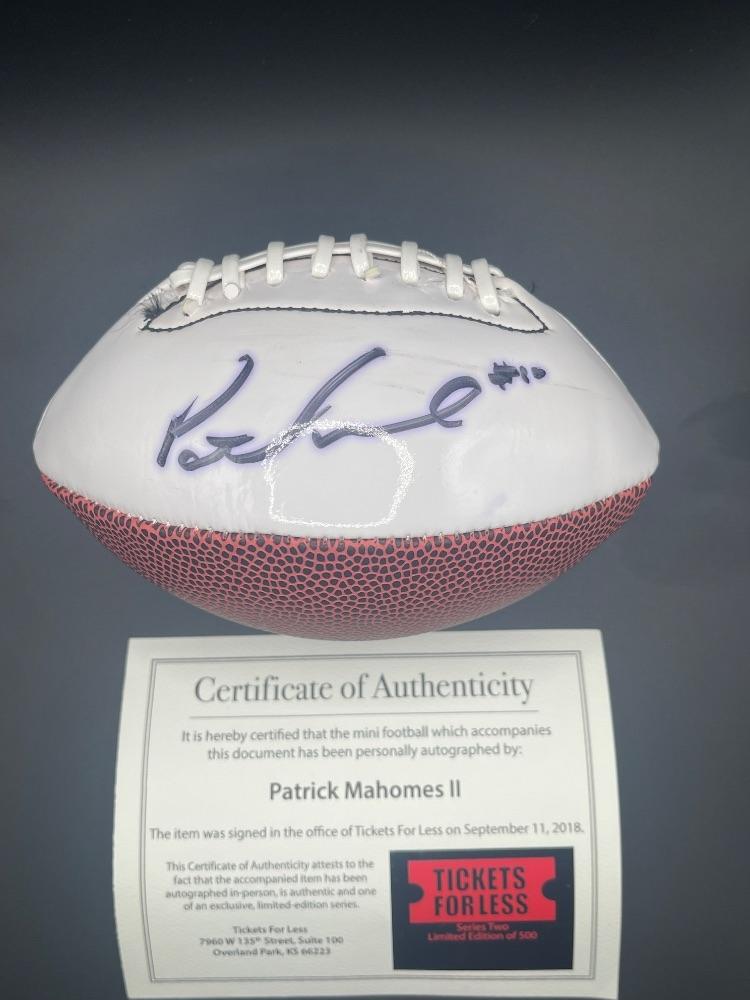 Pat #10
Certificate of Authenticity
It is hereby certified that the mini football which accompanies
this document has been personally autographed by:
Patrick Mahomes II
The item was signed in the office of Tickets For Less on September 11, 2018.
This Certificate of Authenticity attests to the
fact that the accompanied item has been
autographed in-person, is authentic and one
of an exclusive, limited-edition series.
Tickets For Less
7960 W 135th Street, Suite 100
Overland Park, KS 66223
TICKETS
FOR LESS
Series Two
Limited Edition of 500